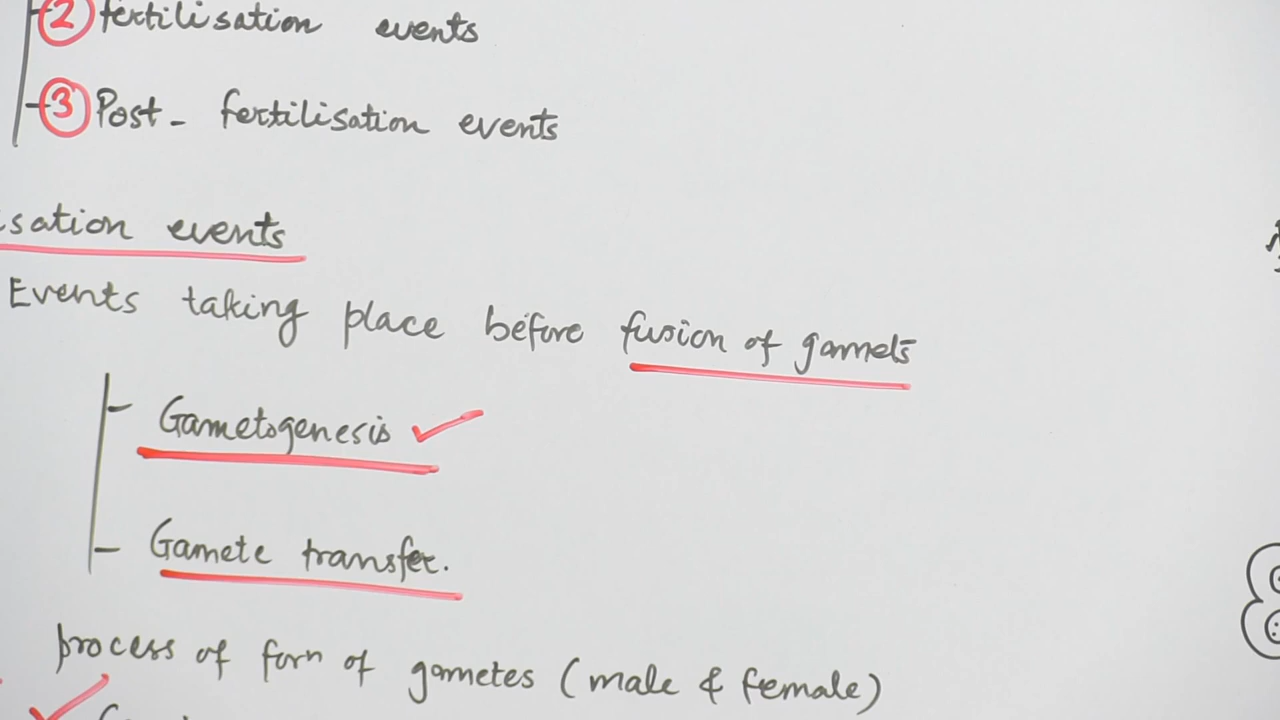 ② fertilisation events
③ Post - fertilisation events
sation events
Events taking place before fusion of gamets
Gametogenesis ✓
Gamete transfer.
process of forn of gametes (male & female)